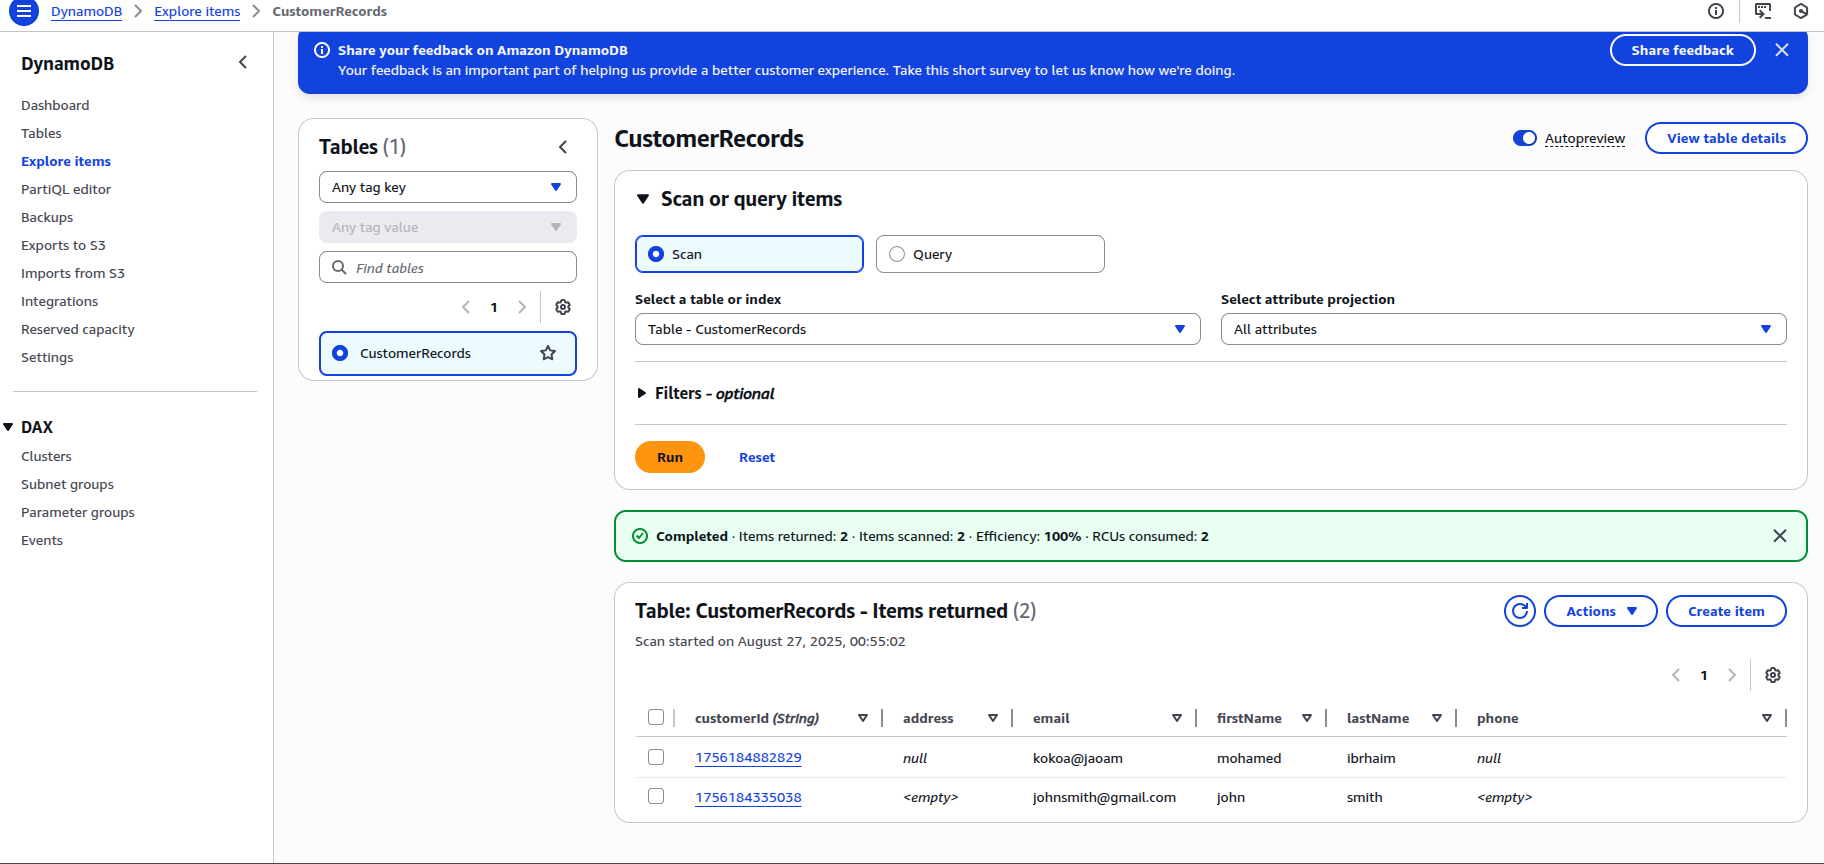 DynamoDB > Explore items > CustomerRecords
DynamoDB
Dashboard
Tables
Explore items
PartiQL editor
Backups
Exports to S3
Imports from S3
Integrations
Reserved capacity
Settings
DAX
Clusters
Subnet groups
Parameter groups
Events
Share your feedback on Amazon DynamoDB
Your feedback is an important part of helping us provide a better customer experience. Take this short survey to let us know how we're doing.
Share feedback
Tables (1)
Any tag key
Any tag value
Find tables
1
CustomerRecords
CustomerRecords
Autopreview
View table details
Scan or query items
Scan
Query
Select a table or index
Table - CustomerRecords
Select attribute projection
All attributes
Filters - optional
Run
Reset
Completed · Items returned: 2 · Items scanned: 2 · Efficiency: 100% · RCUs consumed: 2
Table: CustomerRecords - Items returned (2)
Scan started on August 27, 2025, 00:55:02
Actions
Create item
1
customerId (String) address email firstName lastName phone
1756184882829 null kokoa@jaoam mohamed ibrhaim null
1756184335038 <empty> johnsmith@gmail.com john smith <empty>